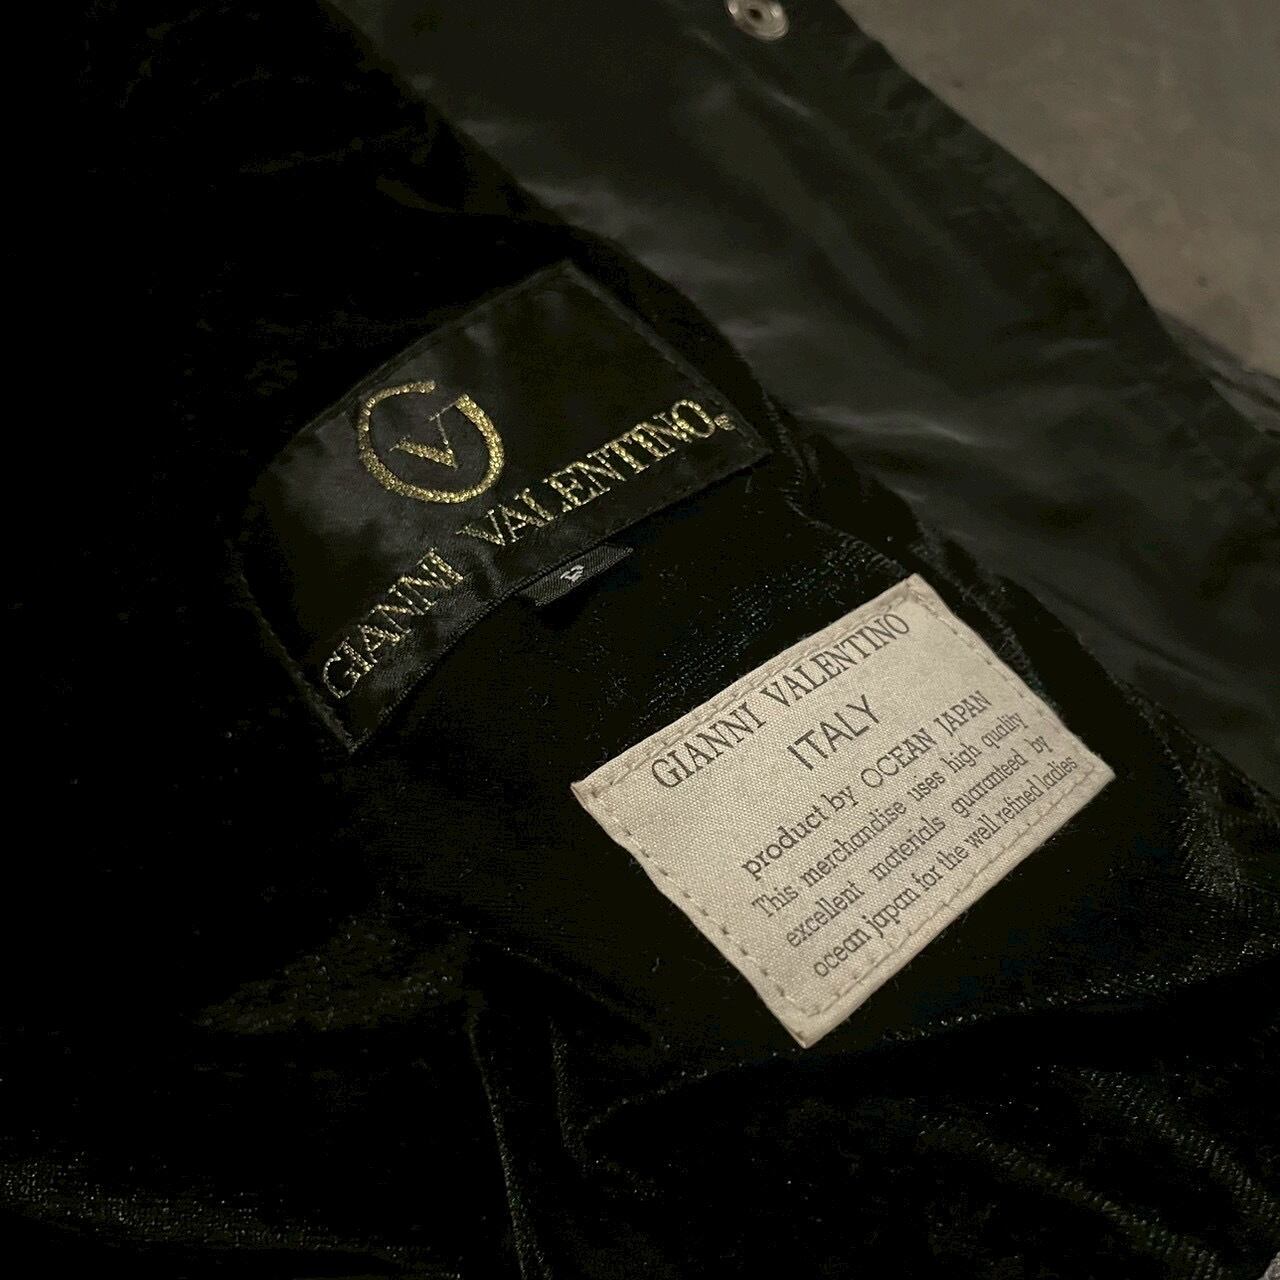 GV
GIANNI VALENTINO®
GIANNI VALENTINO
ITALY
product by OCEAN JAPAN
This merchandise uses high quality
excellent materials guaranteed by
ocean japan for the well refined ladies